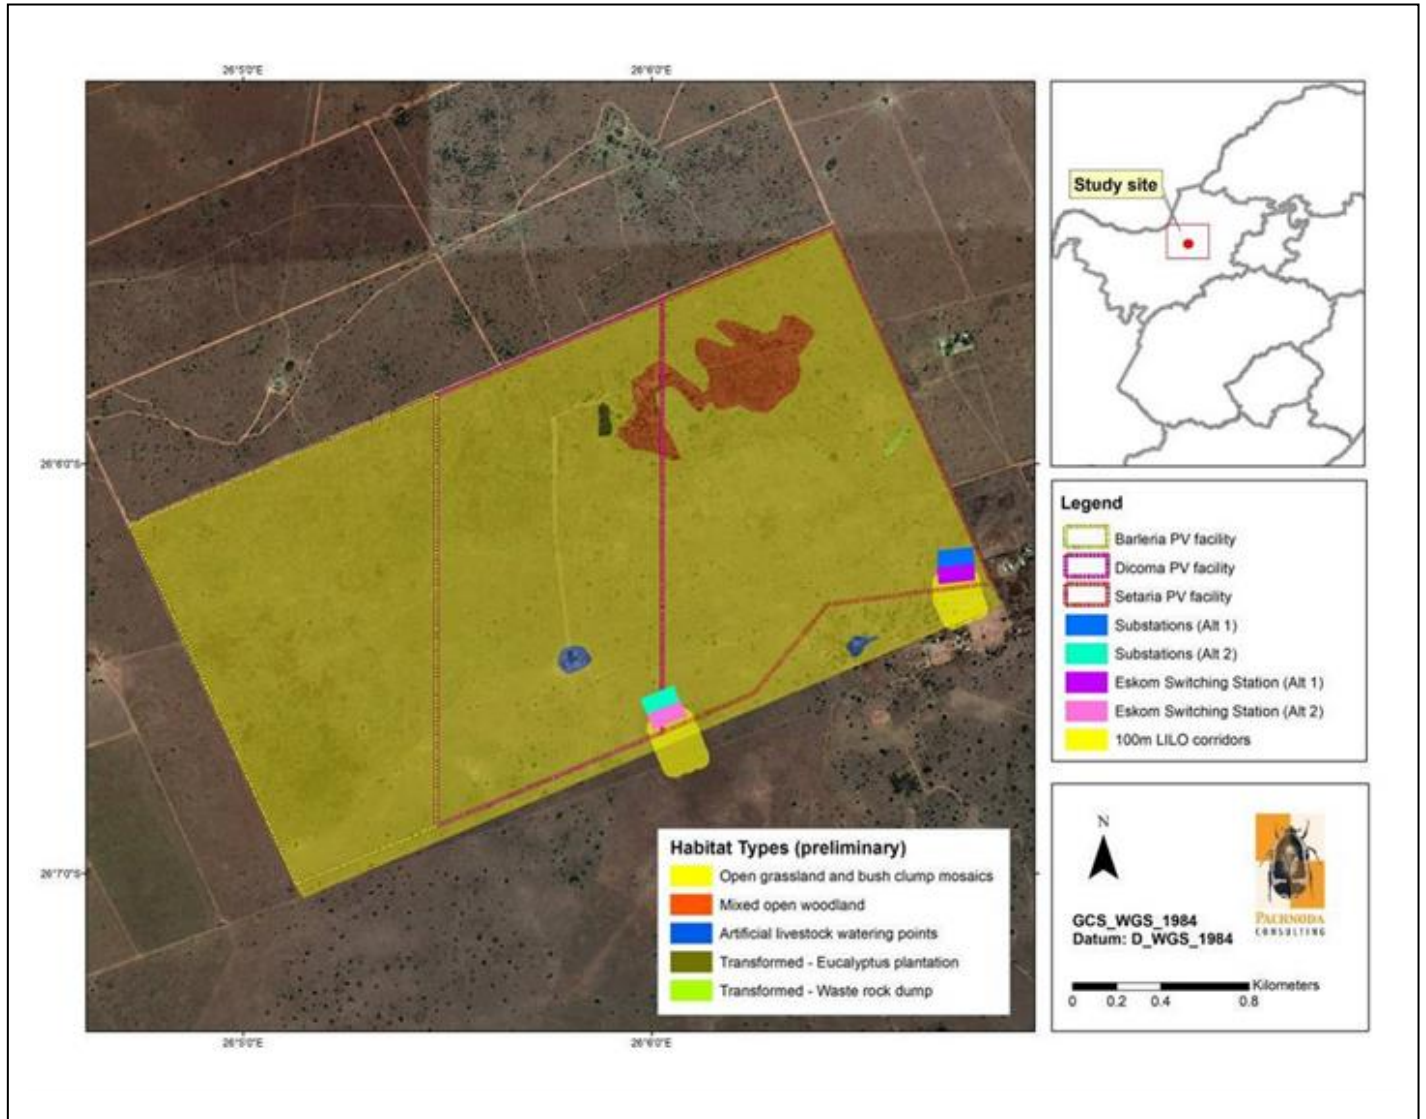 26°5'0"E
26°6'0"E
Study site
26°6'0"S
26°7'0"S
Legend
Barleria PV facility
Dicoma PV facility
Setaria PV facility
Substations (Alt 1)
Substations (Alt 2)
Eskom Switching Station (Alt 1)
Eskom Switching Station (Alt 2)
100m LILO corridors
Habitat Types (preliminary)
Open grassland and bush clump mosaics
Mixed open woodland
Artificial livestock watering points
Transformed - Eucalyptus plantation
Transformed - Waste rock dump
N
GCS_WGS_1984
Datum: D_WGS_1984
PACHNODA
CONSULTING
Kilometers
0 0.2 0.4 0.8
26°5'0"E
26°6'0"E